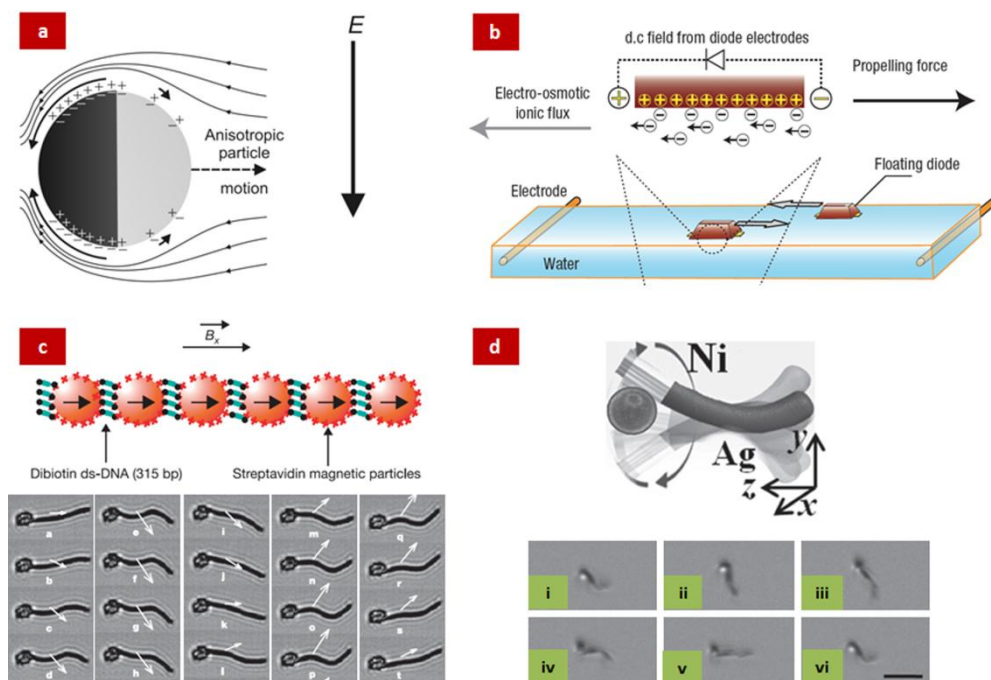 a
E
Anisotropic
particle
motion
b
d.c field from diode electrodes
Electro-osmotic
ionic flux
Propelling force
Floating diode
Electrode
Water
c
B x
Dibiotin ds-DNA (315 bp)
Streptavidin magnetic particles
a e i m q
b f j n r
c g k o s
d h l p t
d
Ni
Ag
y
z
x
i ii iii
iv v vi